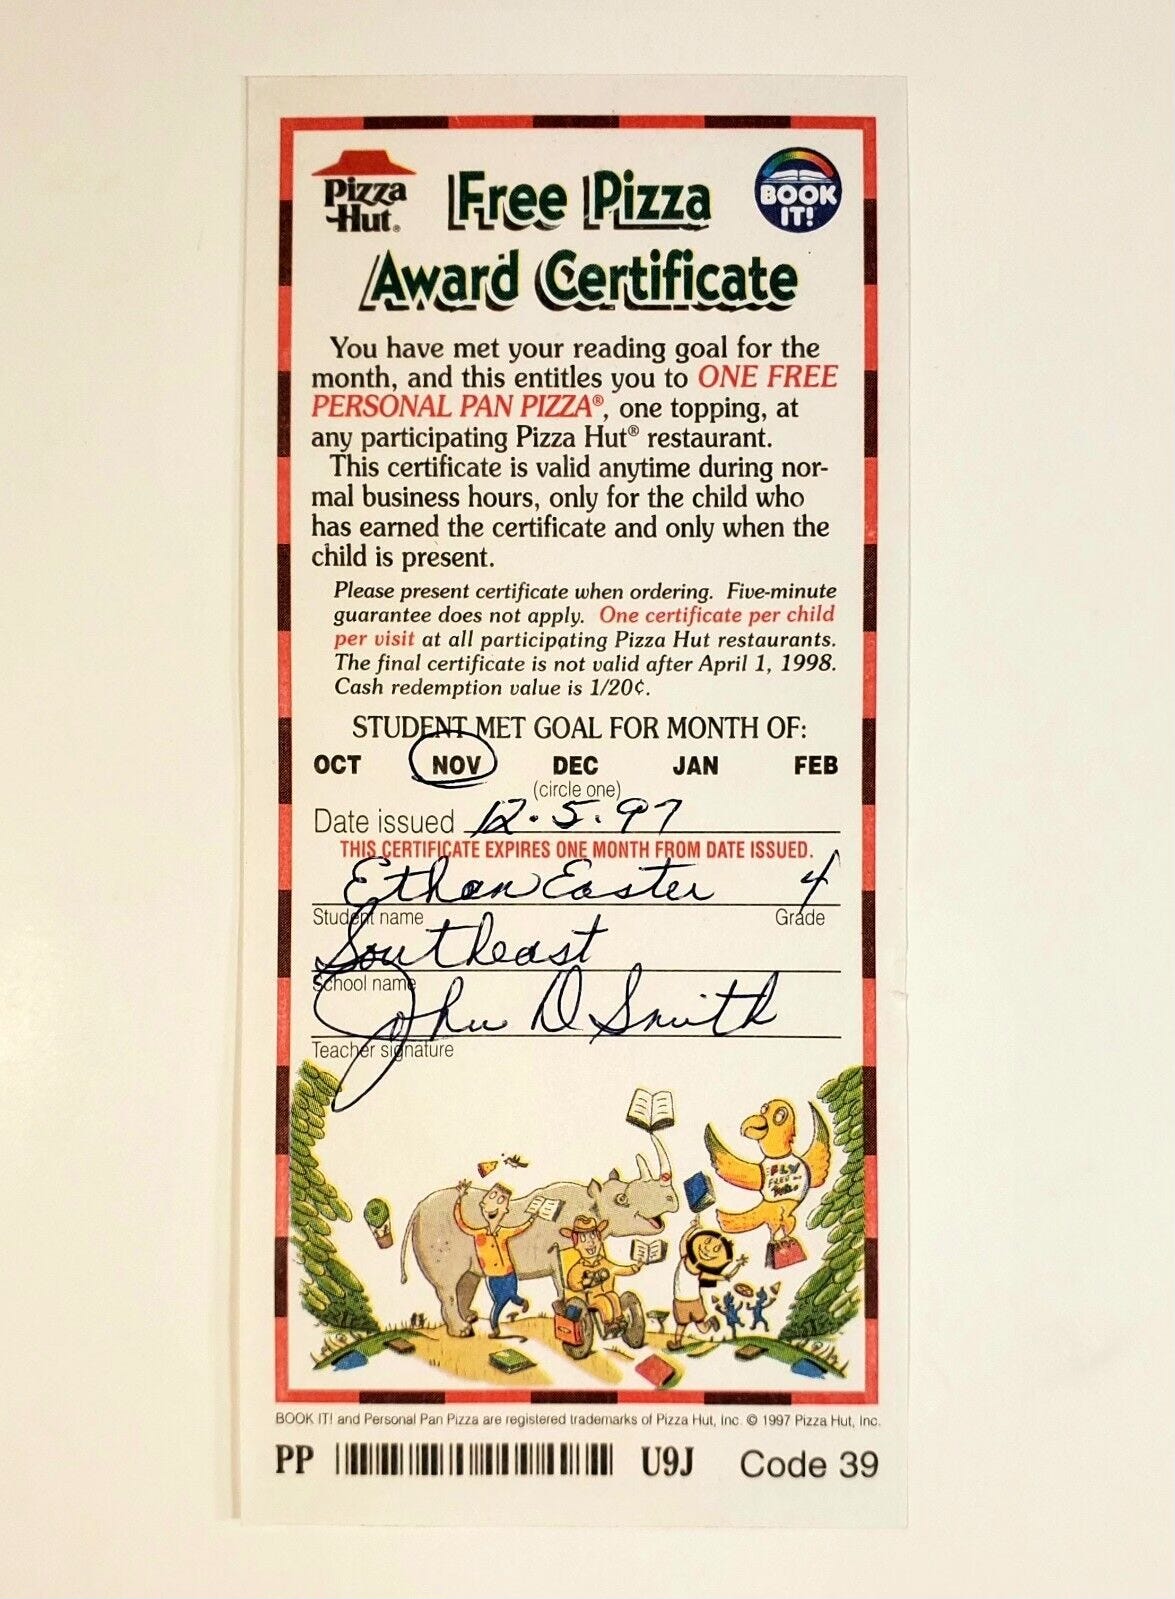 Pizza Hut®
Free Pizza
BOOK IT!
Award Certificate
You have met your reading goal for the
month, and this entitles you to ONE FREE
PERSONAL PAN PIZZA®, one topping, at
any participating Pizza Hut® restaurant.
This certificate is valid anytime during nor-
mal business hours, only for the child who
has earned the certificate and only when the
child is present.
Please present certificate when ordering. Five-minute
guarantee does not apply. One certificate per child
per visit at all participating Pizza Hut restaurants.
The final certificate is not valid after April 1, 1998.
Cash redemption value is 1/20¢.
STUDENT MET GOAL FOR MONTH OF:
OCT NOV DEC JAN FEB
(circle one)
Date issued 12.5.97
THIS CERTIFICATE EXPIRES ONE MONTH FROM DATE ISSUED.
Ethan Easter 4
Student name Grade
Southeast
School name
John D Smith
Teacher signature
BOOK IT! and Personal Pan Pizza are registered trademarks of Pizza Hut, Inc. © 1997 Pizza Hut, Inc.
PP U9J Code 39